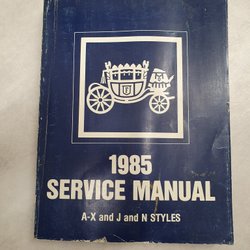 1985
SERVICE MANUAL
A-X and J and N STYLES